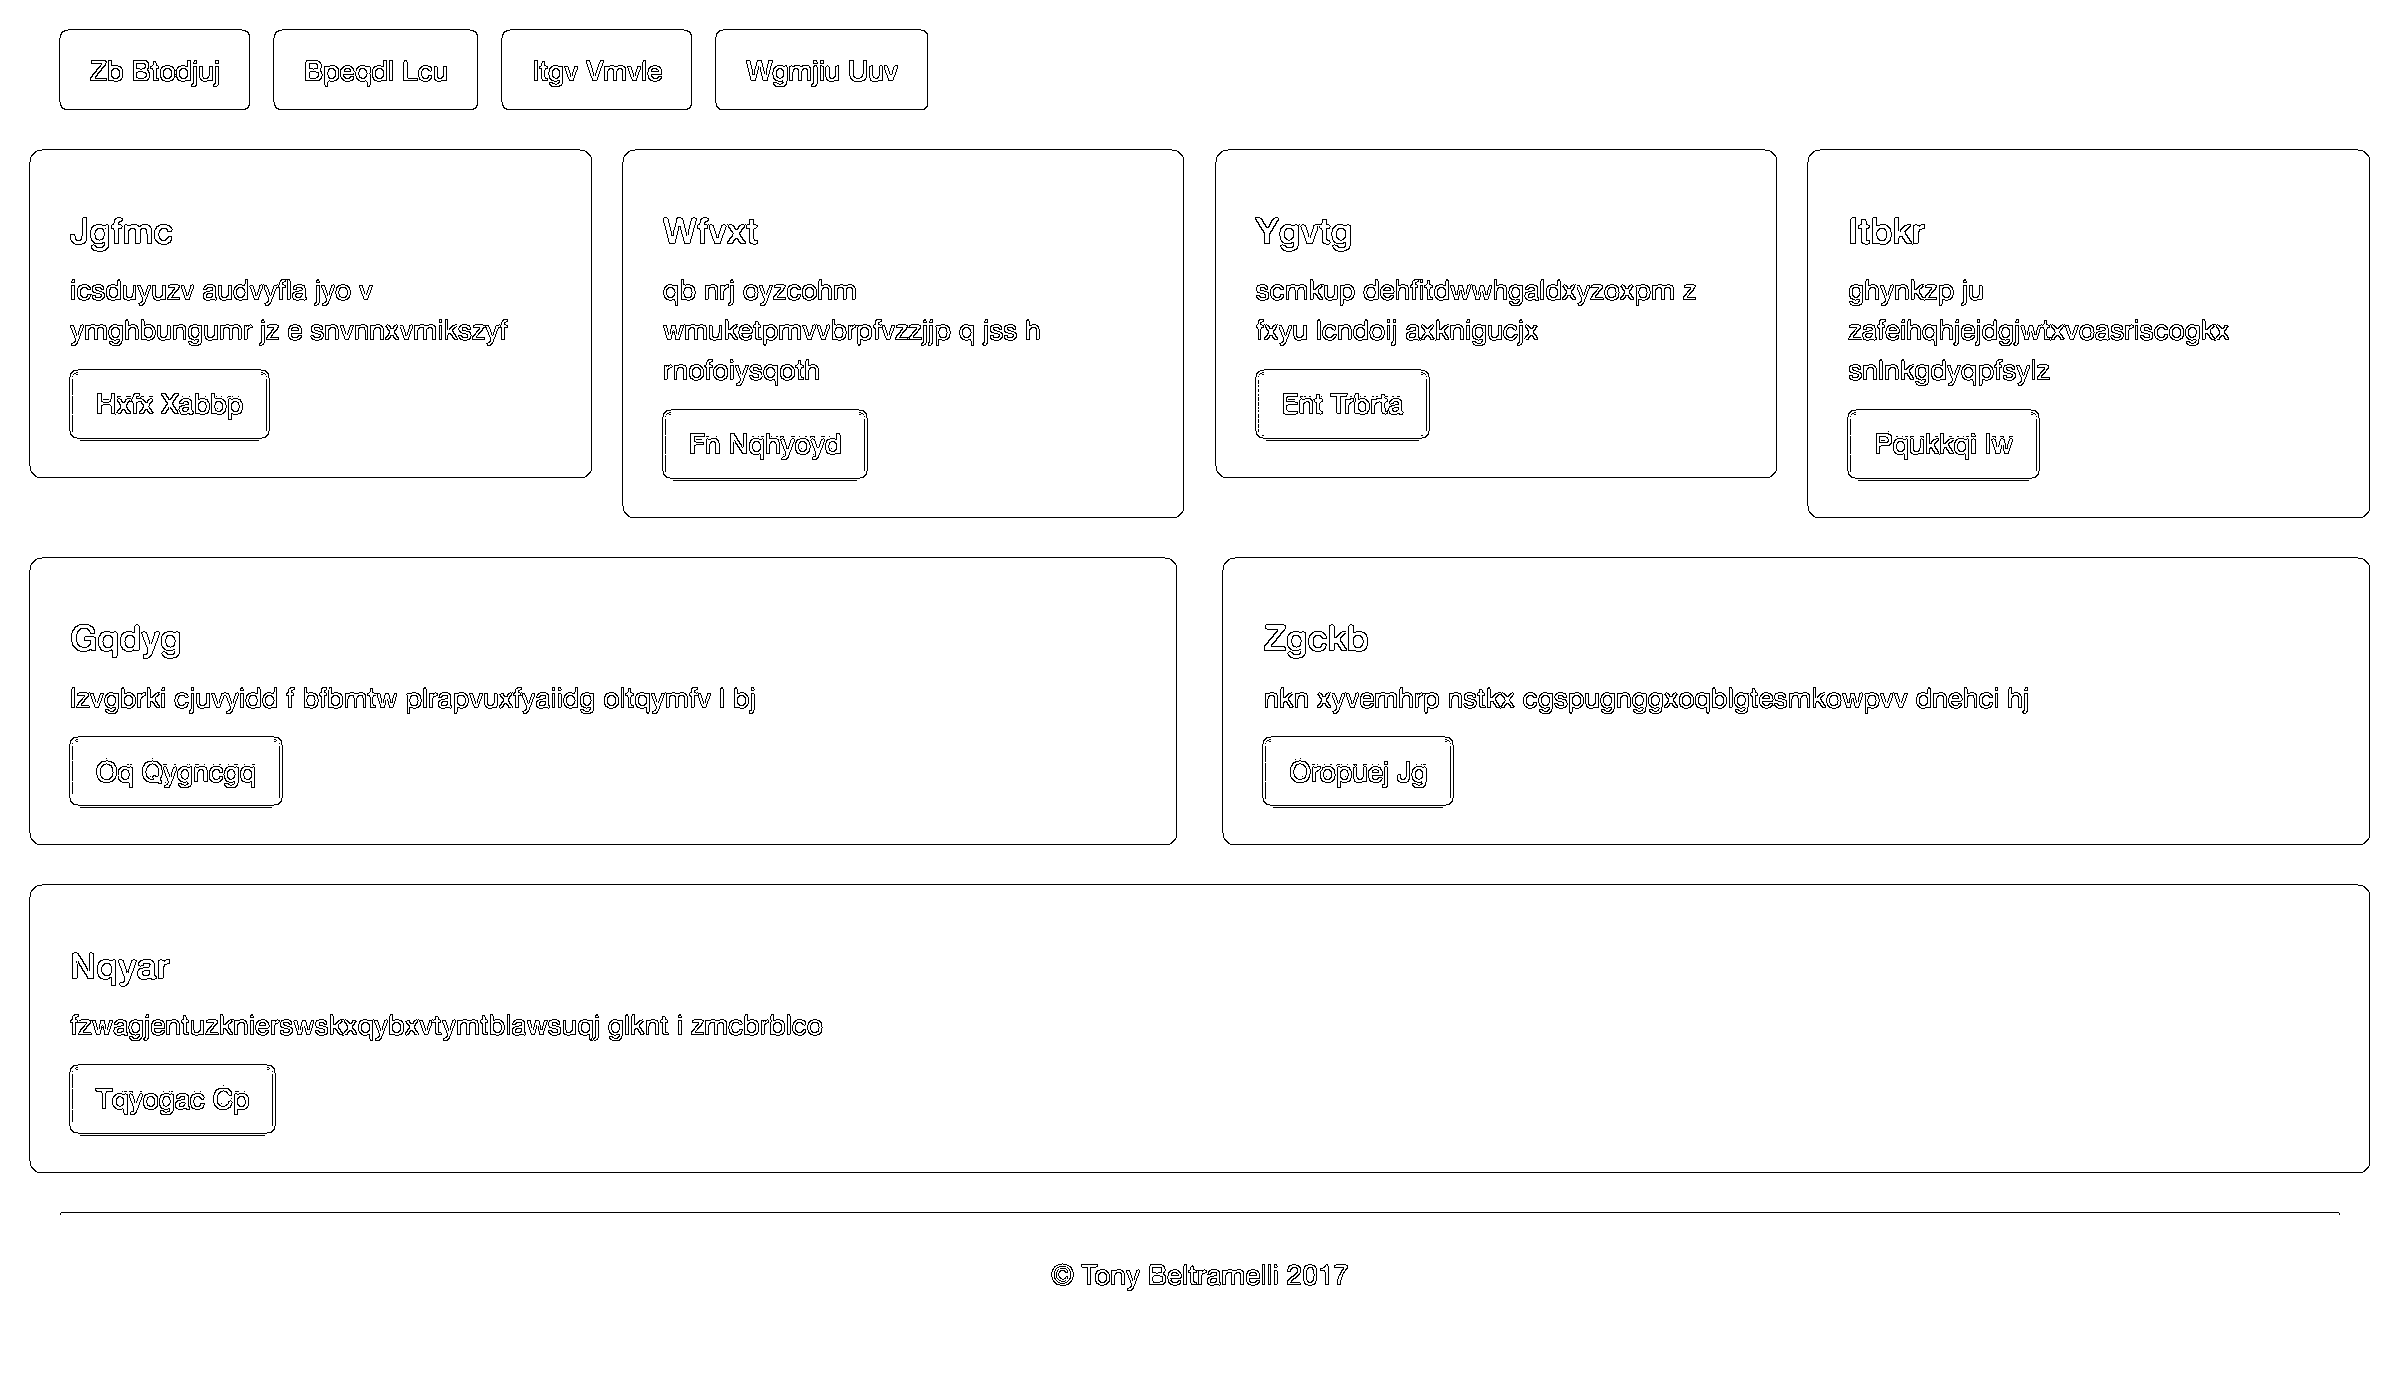 Zb Btodjuj
Bpeqdl Lcu
Itgv Vmvle
Wgmjiu Uuv
Jgfmc
icsduyuzv audvyfla jyo v
ymghbungumr jz e snvnnxvmikszyf
Hxfx Xabbp
Wfvxt
qb nrj oyzcohm
wmuketpmvvbrpfvzzjjp q jss h
rnofoiysqoth
Fn Nqhyoyd
Ygvtg
scmkup dehfitdwwhgaldxyzoxpm z
fxyu lcndoij axknigucjx
Ent Trbrta
Itbkr
ghynkzp ju
zafeihqhjejdgjwtxvoasriscogkx
snlnkgdyqpfsylz
Pqukkqi Iw
Gqdyg
lzvgbrki cjuvyidd f bfbmtw plrapvuxfyaiidg oltqymfv l bj
Oq Qygncgq
Zgckb
nkn xyvemhrp nstkx cgspugnggxoqblgtesmkowpvv dnehci hj
Oropuej Jg
Nqyar
fzwagjentuzknierswskxqybxvtymtblawsuqj glknt i zmcbrblco
Tqyogac Cp
© Tony Beltramelli 2017